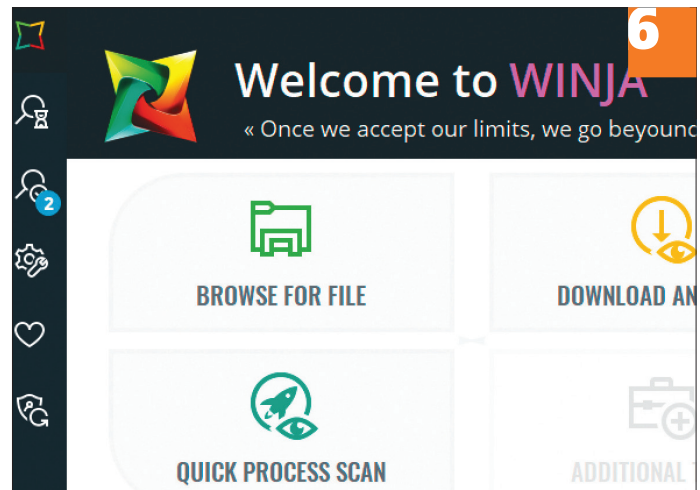 6
Welcome to WINJA
« Once we accept our limits, we go beyounc
2
BROWSE FOR FILE
DOWNLOAD AN
QUICK PROCESS SCAN
ADDITIONAL